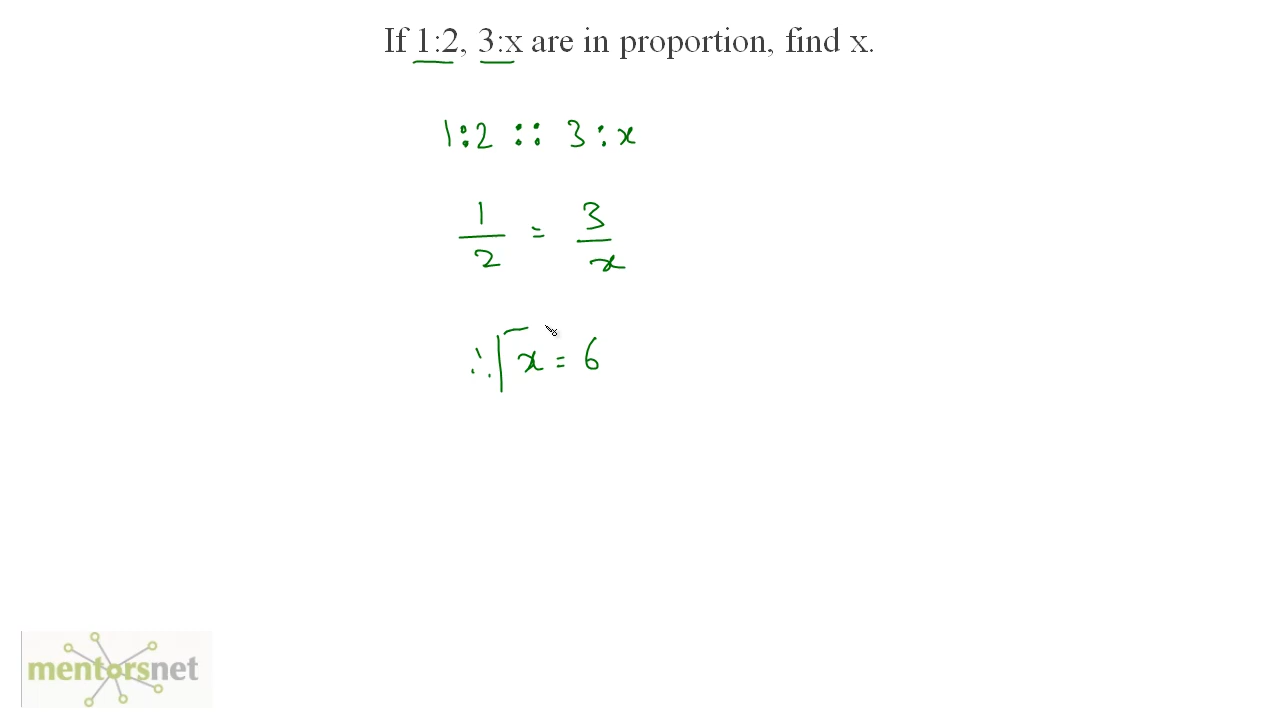 If 1:2, 3:x are in proportion, find x.
1:2 :: 3:x
1/2 = 3/x
∴ x = 6
mentorsnet